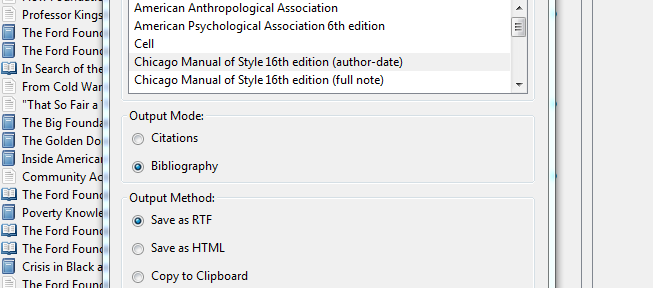 Professor Kings
The Ford Found
The Ford Found
In Search of the
From Cold War
"That So Fair a
The Big Founda
The Golden Do
Inside American
Community Ac
The Ford Found
Poverty Knowle
The Ford Found
The Ford Found
Crisis in Black a
The Ford Found
American Anthropological Association
American Psychological Association 6th edition
Cell
Chicago Manual of Style 16th edition (author-date)
Chicago Manual of Style 16th edition (full note)
Output Mode:
Citations
Bibliography
Output Method:
Save as RTF
Save as HTML
Copy to Clipboard